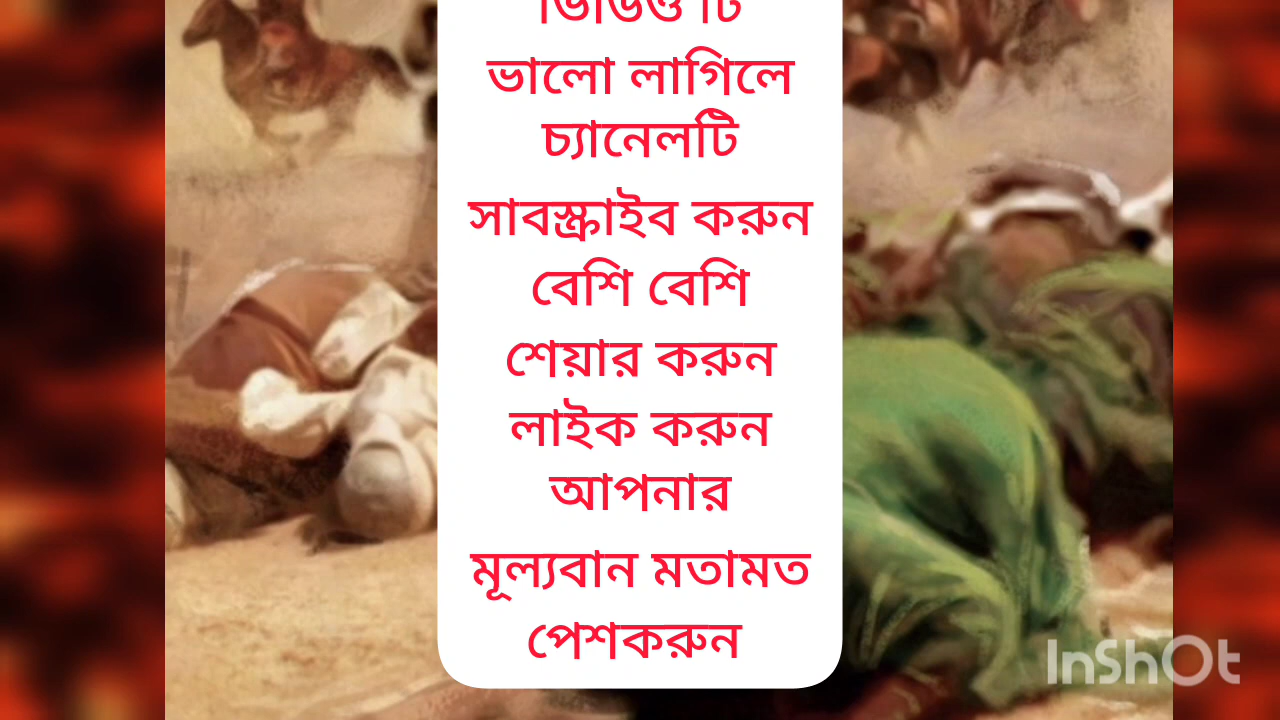 ভিডিও টি
ভালো লাগিলে
চ্যানেলটি
সাবস্ক্রাইব করুন
বেশি বেশি
শেয়ার করুন
লাইক করুন
আপনার
মূল্যবান মতামত
পেশকরুন
InShOt